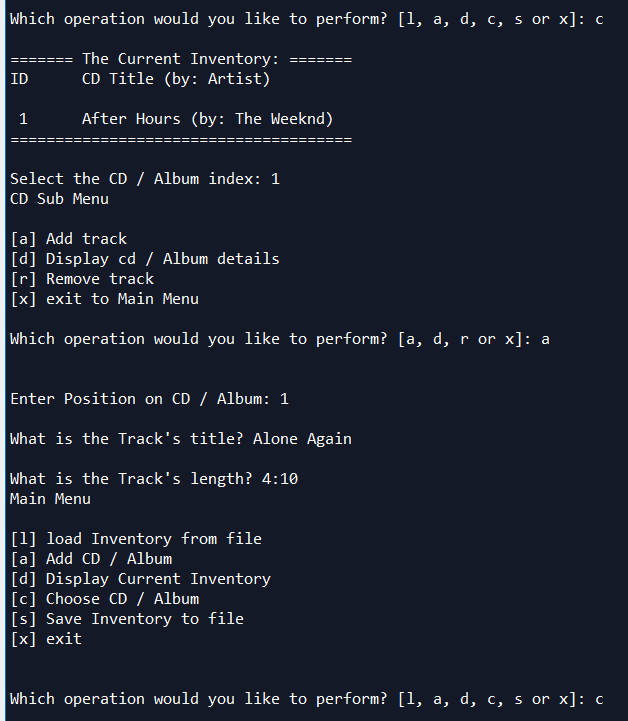 Which operation would you like to perform? [l, a, d, c, s or x]: c
======= The Current Inventory: =======
ID      CD Title (by: Artist)
 1      After Hours (by: The Weeknd)
======================================
Select the CD / Album index: 1
CD Sub Menu
[a] Add track
[d] Display cd / Album details
[r] Remove track
[x] exit to Main Menu
Which operation would you like to perform? [a, d, r or x]: a
Enter Position on CD / Album: 1
What is the Track's title? Alone Again
What is the Track's length? 4:10
Main Menu
[l] load Inventory from file
[a] Add CD / Album
[d] Display Current Inventory
[c] Choose CD / Album
[s] Save Inventory to file
[x] exit
Which operation would you like to perform? [l, a, d, c, s or x]: c